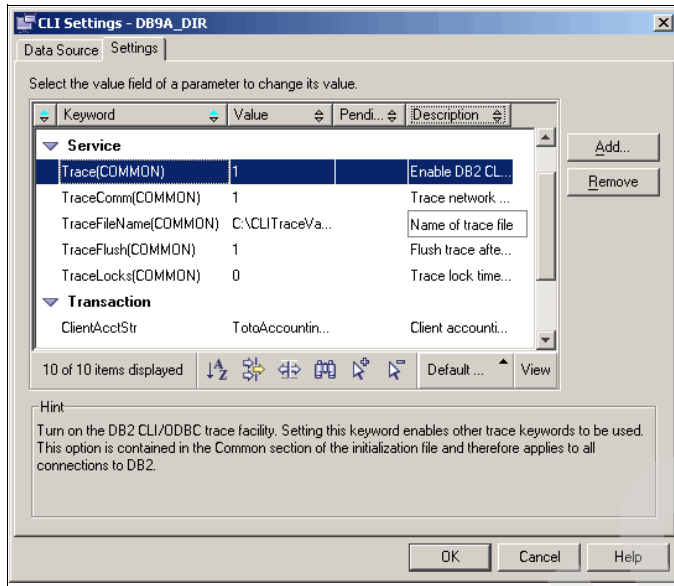 CLI Settings - DB9A_DIR
Data Source Settings
Select the value field of a parameter to change its value.
Keyword Value Pendi... Description
Service
Trace(COMMON) 1 Enable DB2 CL...
TraceComm(COMMON) 1 Trace network ...
TraceFileName(COMMON) C:\CLITraceVa... Name of trace file
TraceFlush(COMMON) 1 Flush trace afte...
TraceLocks(COMMON) 0 Trace lock time...
Transaction
ClientAcctStr TotoAccountin... Client accounti...
Add...
Remove
10 of 10 items displayed Default ... View
Hint
Turn on the DB2 CLI/ODBC trace facility. Setting this keyword enables other trace keywords to be used.
This option is contained in the Common section of the initialization file and therefore applies to all
connections to DB2.
OK Cancel Help